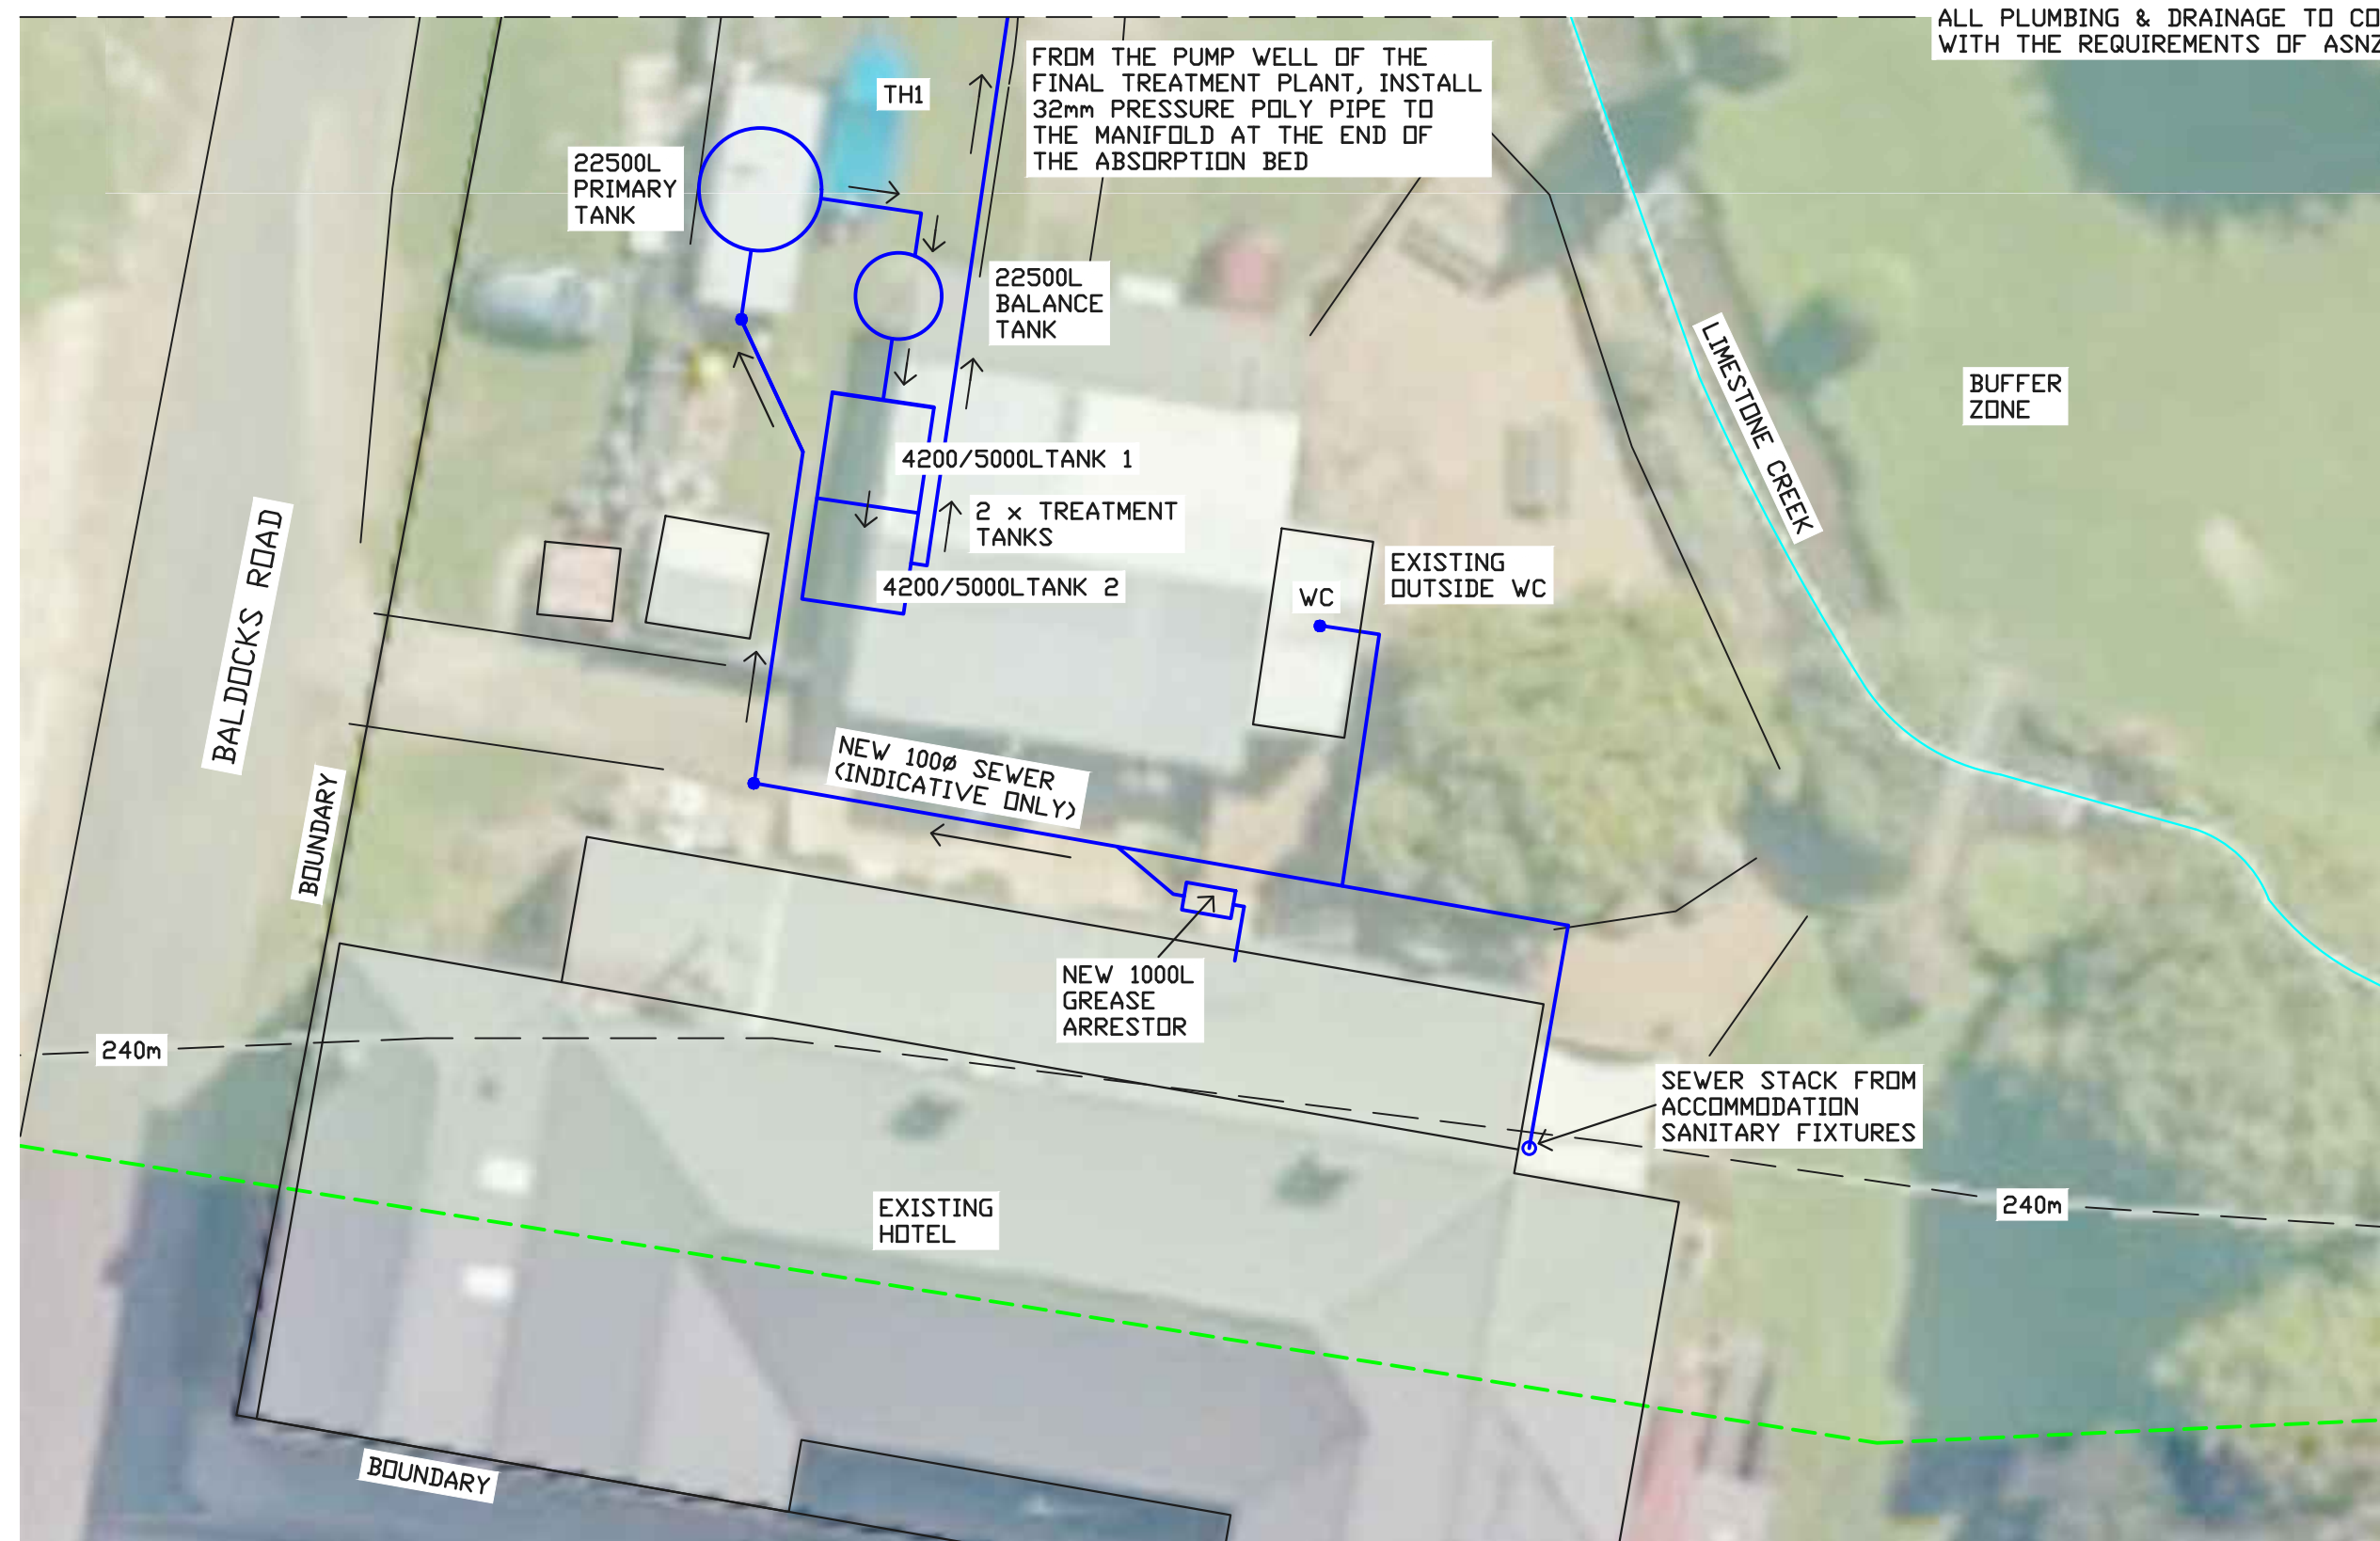 ALL PLUMBING & DRAINAGE TO CO
WITH THE REQUIREMENTS OF ASNZ
FROM THE PUMP WELL OF THE
FINAL TREATMENT PLANT, INSTALL
32mm PRESSURE POLY PIPE TO
THE MANIFOLD AT THE END OF
THE ABSORPTION BED
TH1
22500L
PRIMARY
TANK
22500L
BALANCE
TANK
LIMESTONE CREEK
BUFFER
ZONE
4200/5000LTANK 1
2 x TREATMENT
TANKS
4200/5000LTANK 2
EXISTING
OUTSIDE WC
WC
BALDOCKS ROAD
BOUNDARY
NEW 100ø SEWER
(INDICATIVE ONLY)
NEW 1000L
GREASE
ARRESTOR
240m
SEWER STACK FROM
ACCOMMODATION
SANITARY FIXTURES
240m
EXISTING
HOTEL
BOUNDARY